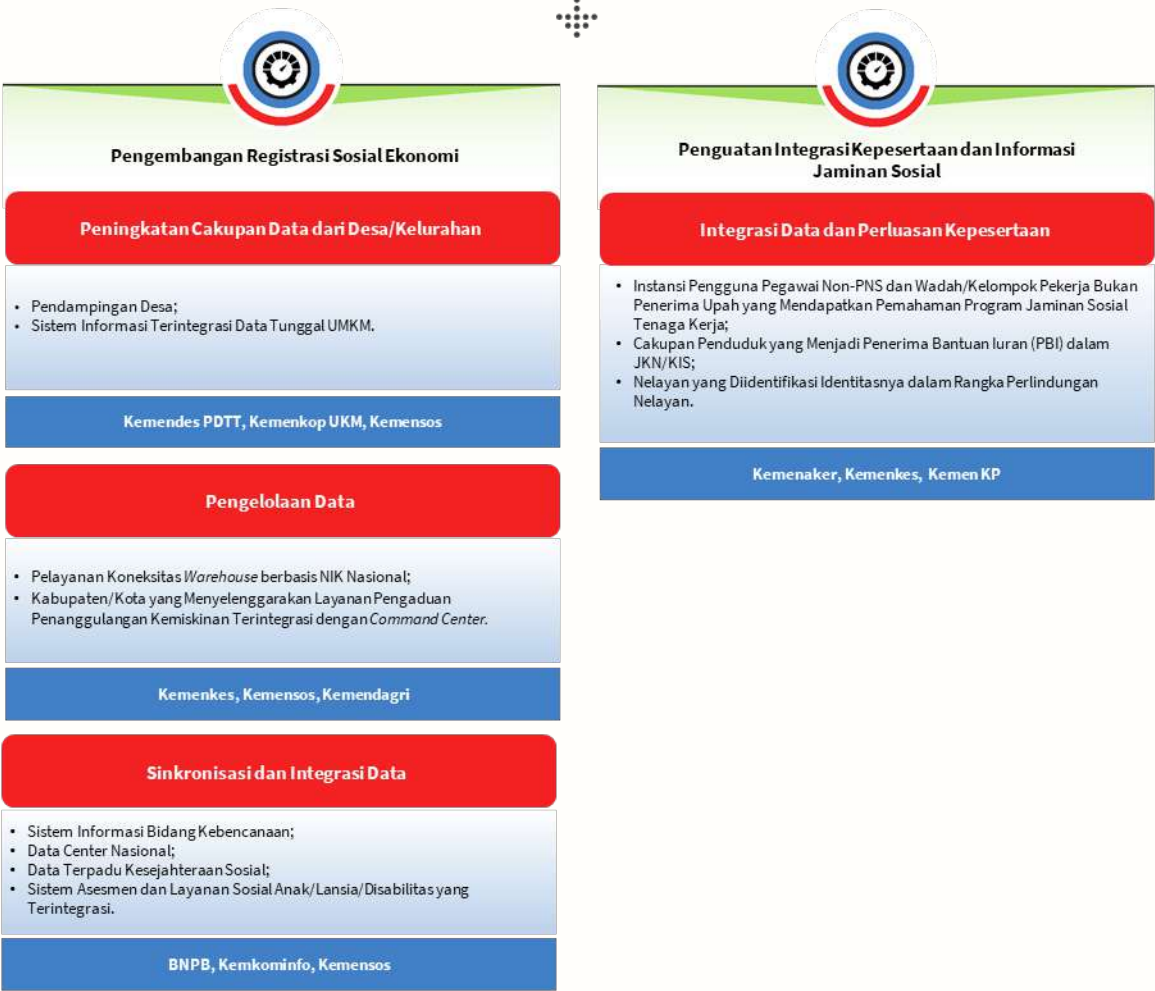 Pengembangan Registrasi Sosial Ekonomi
Peningkatan Cakupan Data dari Desa/Kelurahan
• Pendampingan Desa;
• Sistem Informasi Terintegrasi Data Tunggal UMKM.
Kemendes PDTT, Kemenkop UKM, Kemensos
Pengelolaan Data
• Pelayanan Koneksitas Warehouse berbasis NIK Nasional;
• Kabupaten/Kota yang Menyelenggarakan Layanan Pengaduan
Penanggulangan Kemiskinan Terintegrasi dengan Command Center.
Kemenkes, Kemensos, Kemendagri
Sinkronisasi dan Integrasi Data
• Sistem Informasi Bidang Kebencanaan;
• Data Center Nasional;
• Data Terpadu Kesejahteraan Sosial;
• Sistem Asesmen dan Layanan Sosial Anak/Lansia/Disabilitas yang
Terintegrasi.
BNPB, Kemkominfo, Kemensos
Penguatan Integrasi Kepesertaan dan Informasi
Jaminan Sosial
Integrasi Data dan Perluasan Kepesertaan
• Instansi Pengguna Pegawai Non-PNS dan Wadah/Kelompok Pekerja Bukan
Penerima Upah yang Mendapatkan Pemahaman Program Jaminan Sosial
Tenaga Kerja;
• Cakupan Penduduk yang Menjadi Penerima Bantuan Iuran (PBI) dalam
JKN/KIS;
• Nelayan yang Diidentifikasi Identitasnya dalam Rangka Perlindungan
Nelayan.
Kemenaker, Kemenkes, Kemen KP